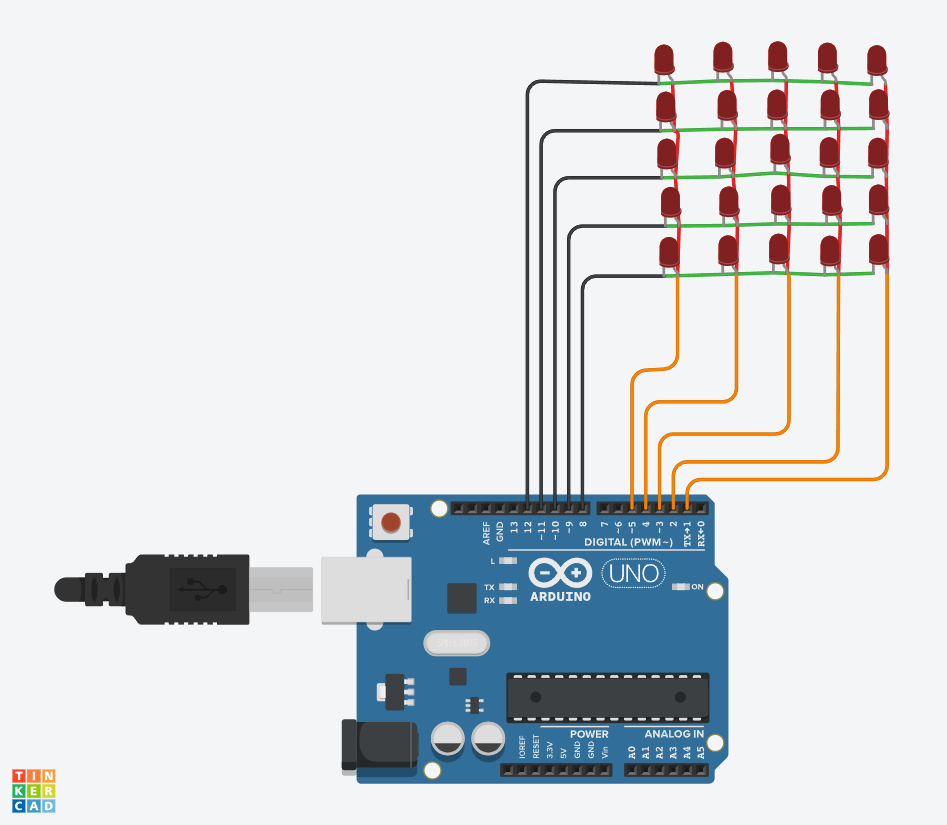 AREF
GND
13
12
~11
~10
~9
8
7
~6
~5
4
~3
2
TX→1
RX←0
DIGITAL (PWM~)
L
TX
RX
UNO
ARDUINO
ON
POWER
ANALOG IN
IOREF
RESET
3.3V
5V
GND
GND
Vin
A0
A1
A2
A3
A4
A5
TIN
KER
CAD